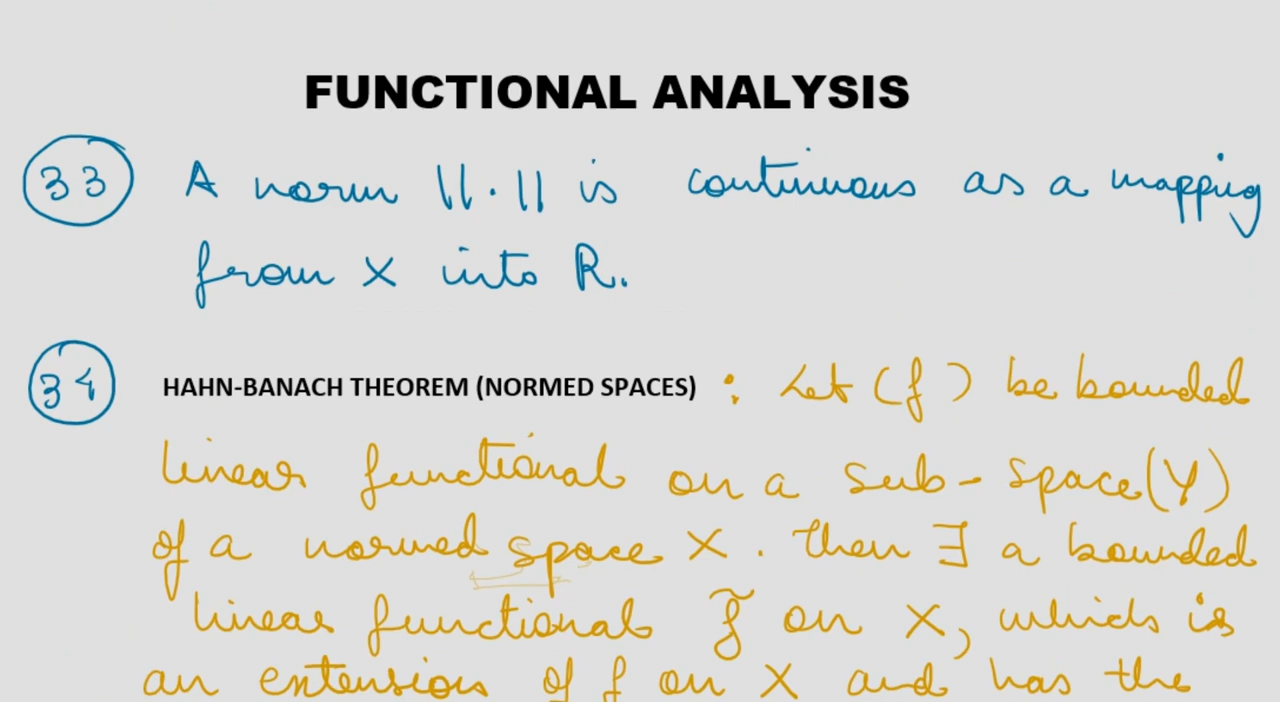 FUNCTIONAL ANALYSIS
33 A norm ||·|| is continuous as a mapping
from X into R.
34 HAHN-BANACH THEOREM (NORMED SPACES) : Let (f) be bounded
linear functional on a sub-space(Y)
of a normed space X. Then ∃ a bounded
linear functional f̃ on X, which is
an extension of f on X and has the